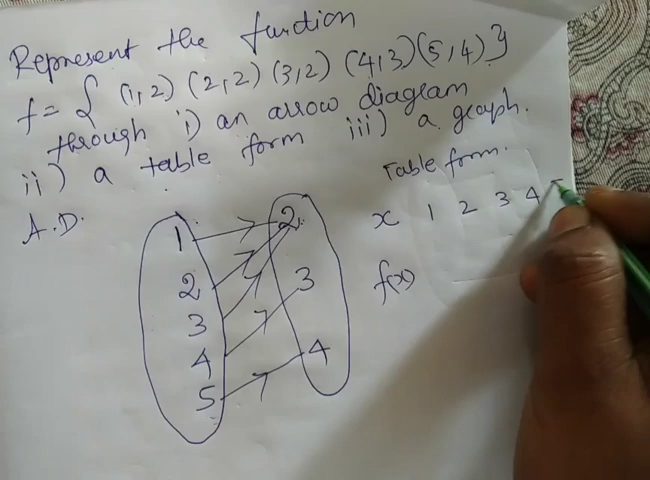 Represent the function
f = { (1,2) (2,2) (3,2) (4,3) (5,4) }
through i) an arrow diagram
ii) a table form iii) a graph.
A.D.
1 2
2 3
3
4 4
5
Table form.
x 1 2 3 4
f(x)